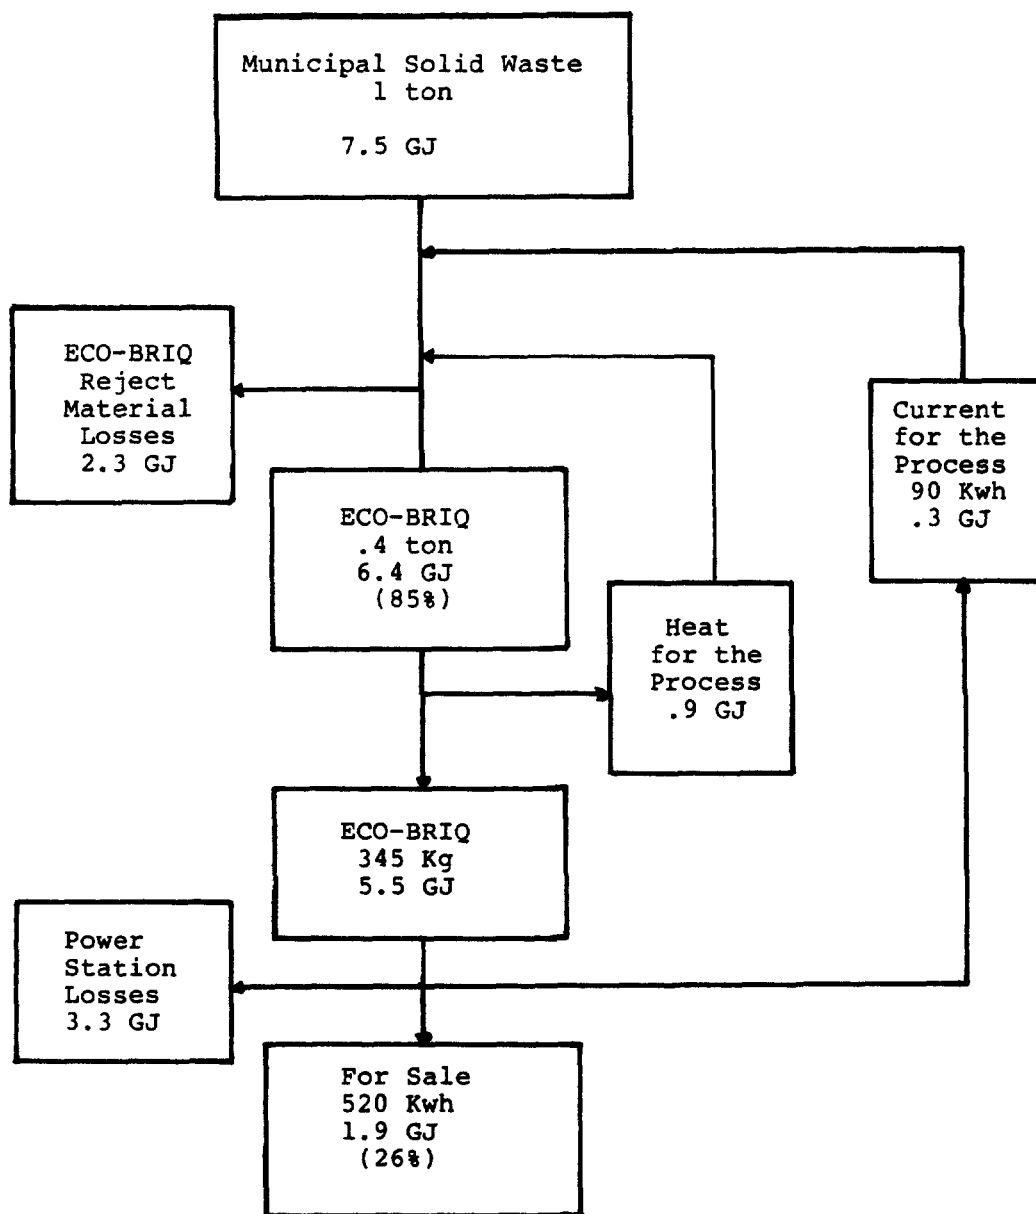 Municipal Solid Waste
1 ton
7.5 GJ
ECO-BRIQ
Reject
Material
Losses
2.3 GJ
Current
for the
Process
90 Kwh
.3 GJ
ECO-BRIQ
.4 ton
6.4 GJ
(85%)
Heat
for the
Process
.9 GJ
ECO-BRIQ
345 Kg
5.5 GJ
Power
Station
Losses
3.3 GJ
For Sale
520 Kwh
1.9 GJ
(26%)